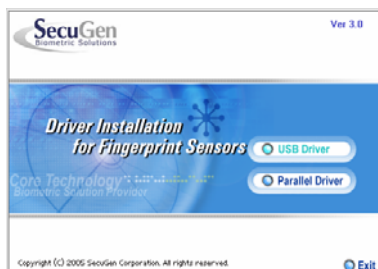 SecuGen
Biometric Solutions
Ver 3.0
Driver Installation
for Fingerprint Sensors
USB Driver
Parallel Driver
Core Technology
Biometric Solution Provider
Copyright (C) 2005 SecuGen Corporation. All rights reserved.
Exit